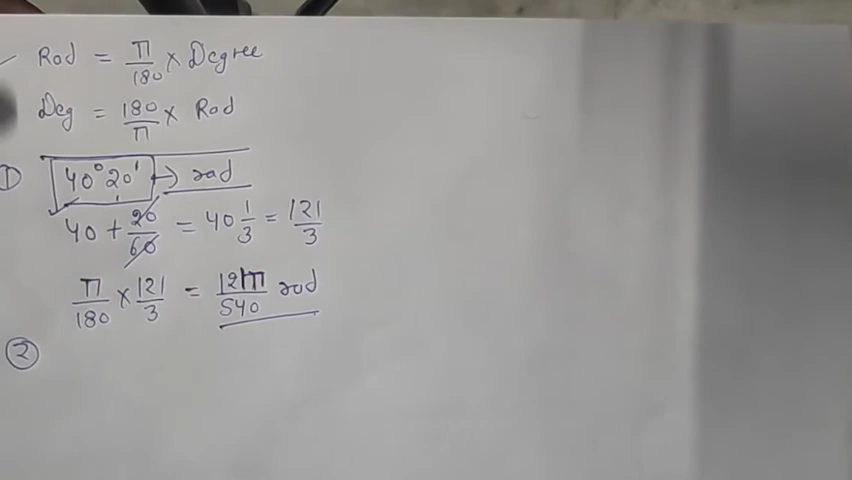 Rad = π/180 × Degree
Deg = 180/π × Rad
① 40°20' → rad
40 + 20/60 = 40 1/3 = 121/3
π/180 × 121/3 = 121π/540 rad
②